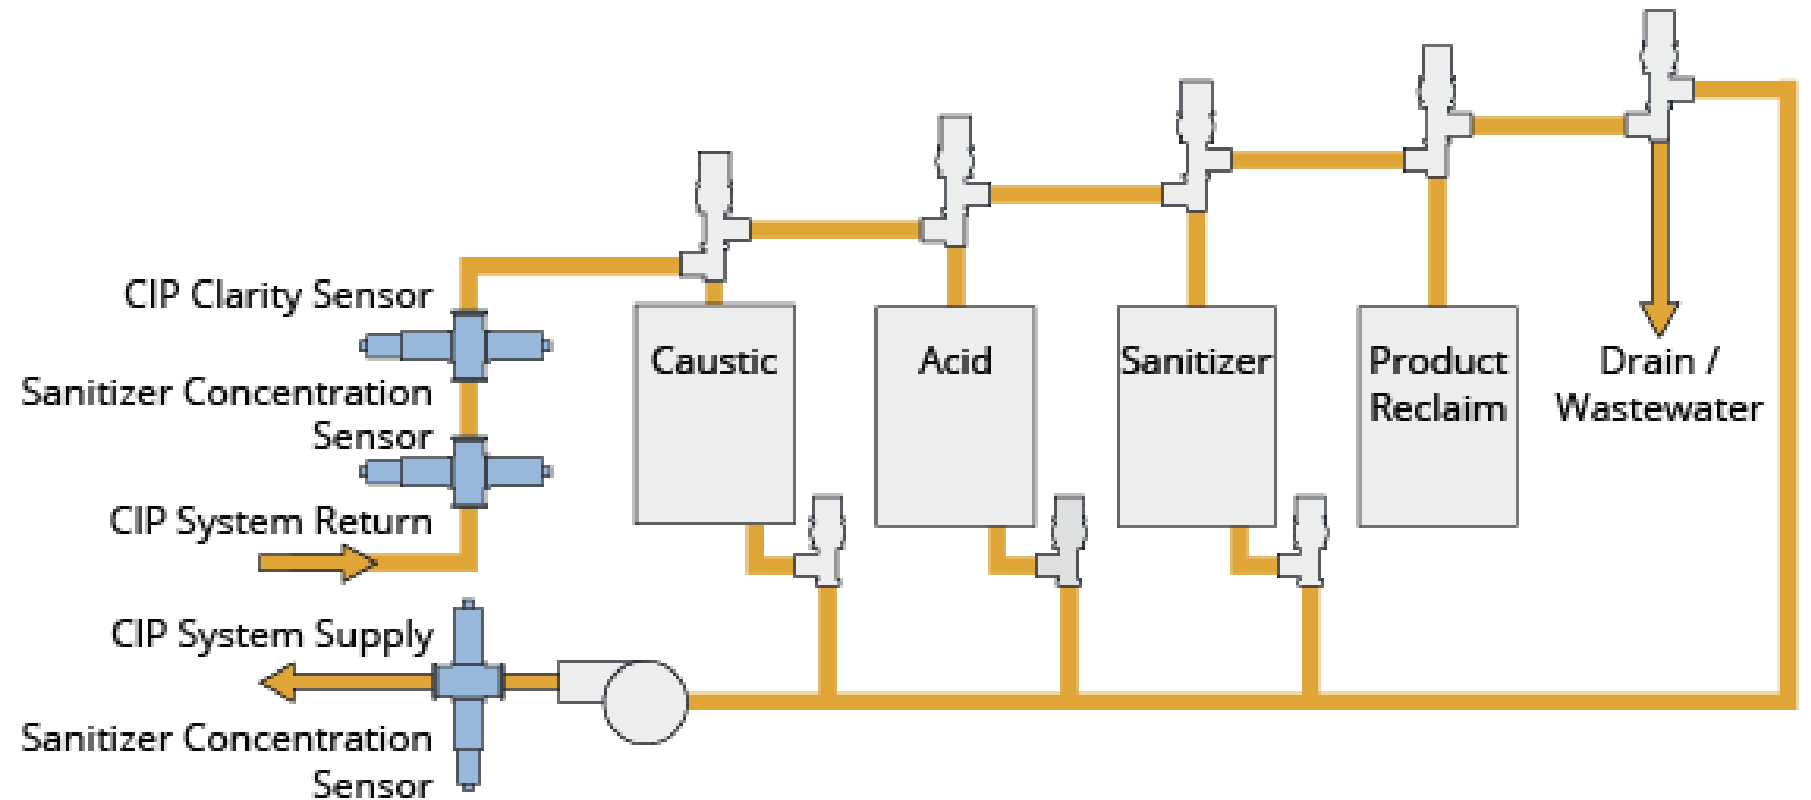 CIP Clarity Sensor
Sanitizer Concentration
Sensor
CIP System Return
CIP System Supply
Sanitizer Concentration
Sensor
Caustic
Acid
Sanitizer
Product
Reclaim
Drain /
Wastewater